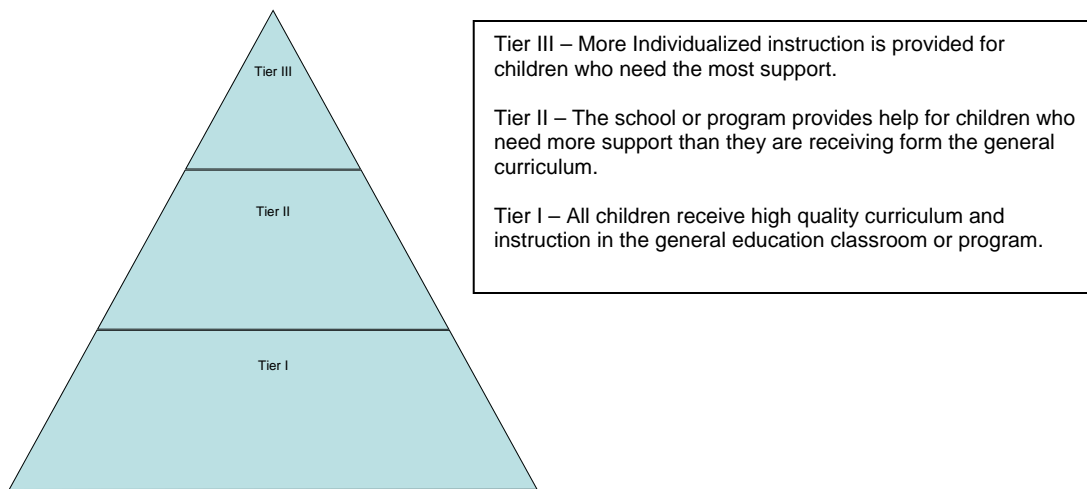 Tier III
Tier II
Tier I
Tier III – More Individualized instruction is provided for
children who need the most support.
Tier II – The school or program provides help for children who
need more support than they are receiving form the general
curriculum.
Tier I – All children receive high quality curriculum and
instruction in the general education classroom or program.